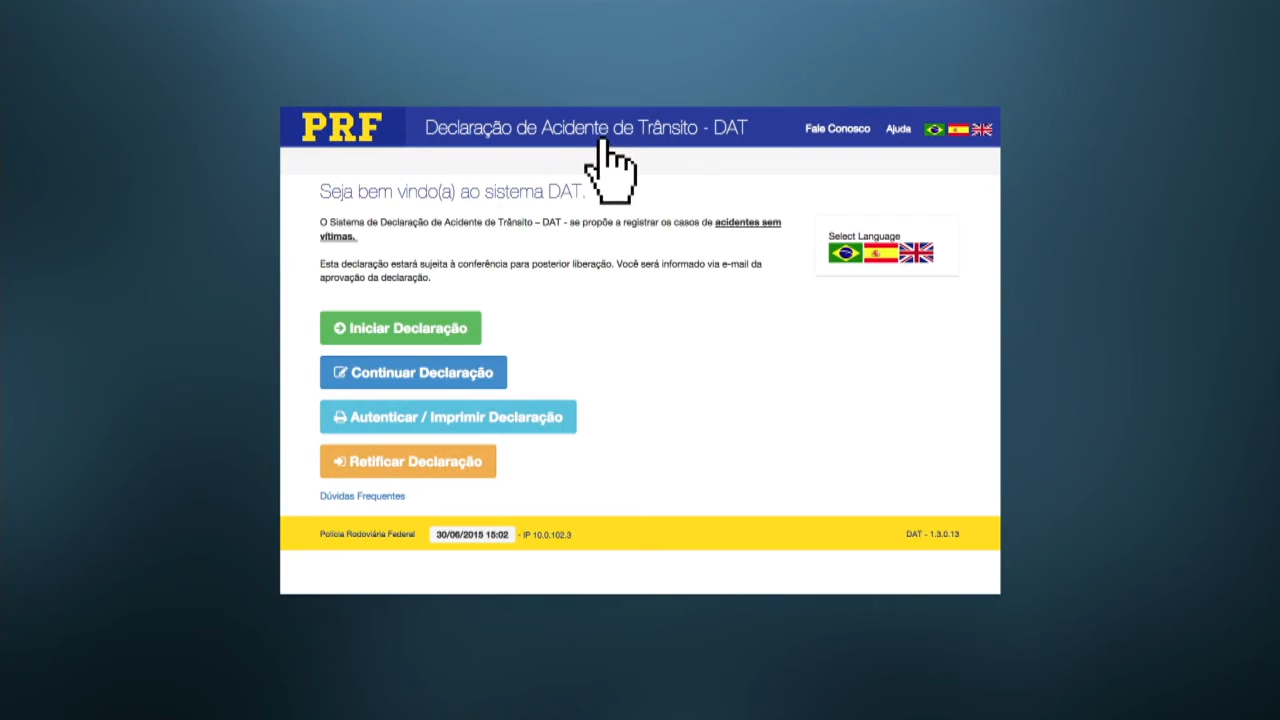 PRF
Declaração de Acidente de Trânsito - DAT
Fale Conosco
Ajuda
Seja bem vindo(a) ao sistema DAT.
O Sistema de Declaração de Acidente de Trânsito – DAT - se propõe a registrar os casos de acidentes sem
vítimas.
Esta declaração estará sujeita à conferência para posterior liberação. Você será informado via e-mail da
aprovação da declaração.
Select Language
Iniciar Declaração
Continuar Declaração
Autenticar / Imprimir Declaração
Retificar Declaração
Dúvidas Frequentes
Polícia Rodoviária Federal 30/06/2015 15:02 - IP 10.0.102.3
DAT - 1.3.0.13